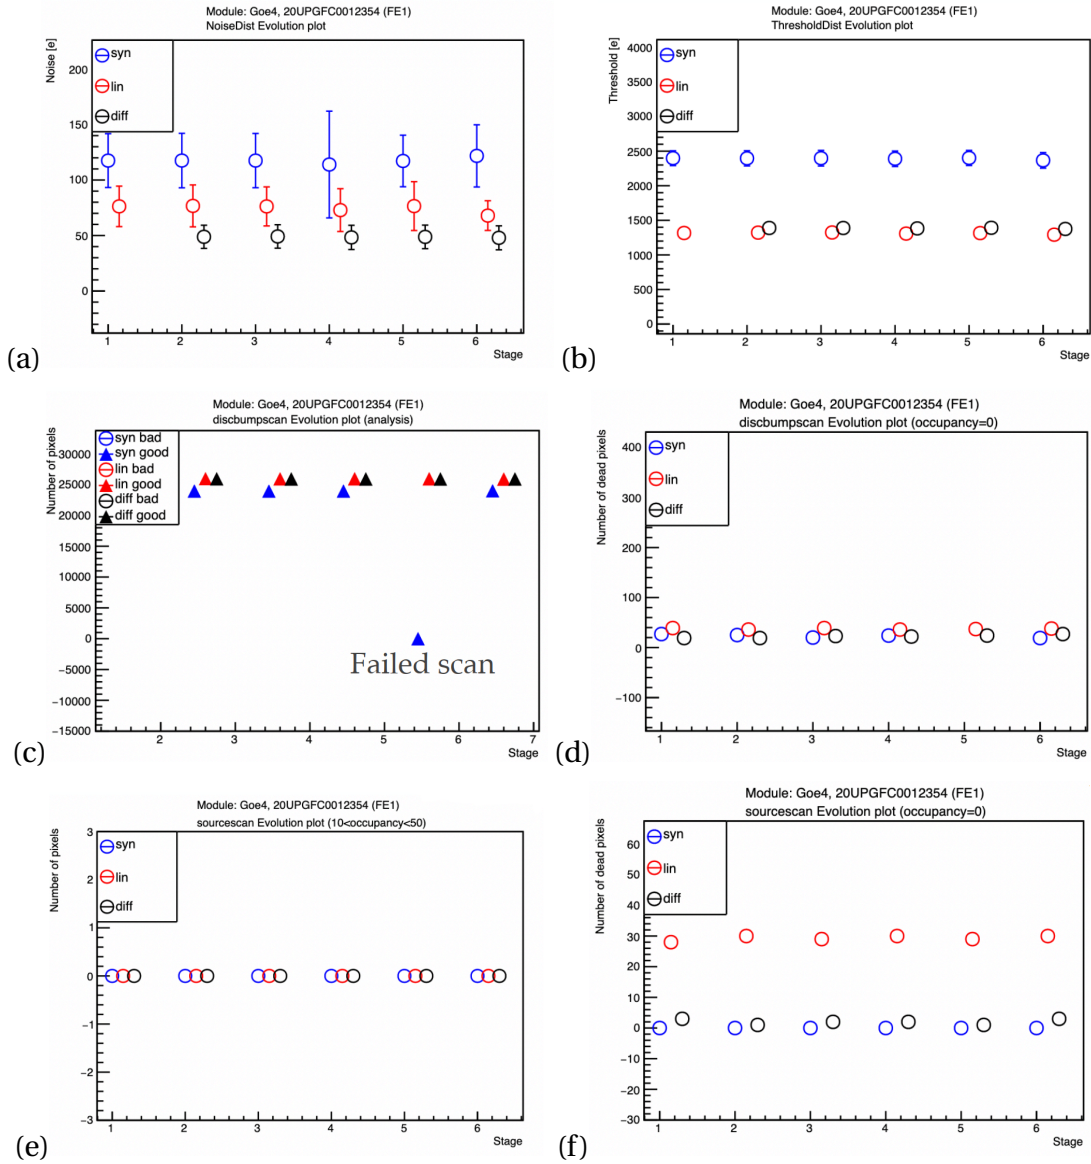 Module: Goe4, 20UPGFC0012354 (FE1)
NoiseDist Evolution plot
Noise [e]
syn
lin
diff
200
150
100
50
0
1 2 3 4 5 6
Stage
(a)
Module: Goe4, 20UPGFC0012354 (FE1)
ThresholdDist Evolution plot
Threshold [e]
syn
lin
diff
4000
3500
3000
2500
2000
1500
1000
500
0
1 2 3 4 5 6
Stage
(b)
Module: Goe4, 20UPGFC0012354 (FE1)
discbumpscan Evolution plot (analysis)
Number of pixels
syn bad
syn good
lin bad
lin good
diff bad
diff good
30000
25000
20000
15000
10000
5000
0
−5000
−10000
−15000
Failed scan
2 3 4 5 6 7
Stage
(c)
Module: Goe4, 20UPGFC0012354 (FE1)
discbumpscan Evolution plot (occupancy=0)
Number of dead pixels
syn
lin
diff
400
300
200
100
0
−100
1 2 3 4 5 6
Stage
(d)
Module: Goe4, 20UPGFC0012354 (FE1)
sourcescan Evolution plot (10<occupancy<50)
Number of pixels
syn
lin
diff
3
2
1
0
−1
−2
−3
1 2 3 4 5 6
Stage
(e)
Module: Goe4, 20UPGFC0012354 (FE1)
sourcescan Evolution plot (occupancy=0)
Number of dead pixels
syn
lin
diff
60
50
40
30
20
10
0
−10
−20
−30
1 2 3 4 5 6
Stage
(f)